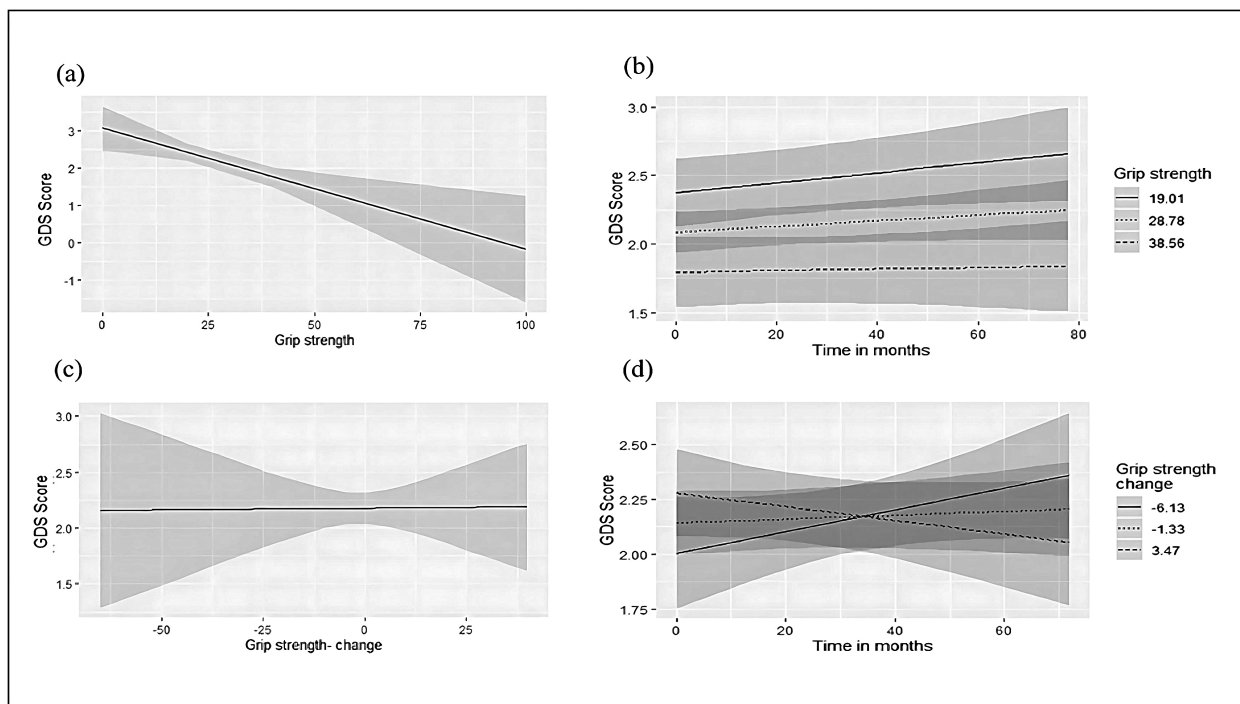 (a)
GDS Score
3
2
1
0
-1
0 25 50 75 100
Grip strength
(b)
GDS Score
3.0
2.5
2.0
1.5
0 20 40 60 80
Time in months
Grip strength
19.01
28.78
38.56
(c)
GDS Score
3.0
2.5
2.0
1.5
-50 -25 0 25
Grip strength- change
(d)
GDS Score
2.50
2.25
2.00
1.75
0 20 40 60
Time in months
Grip strength
change
-6.13
-1.33
3.47